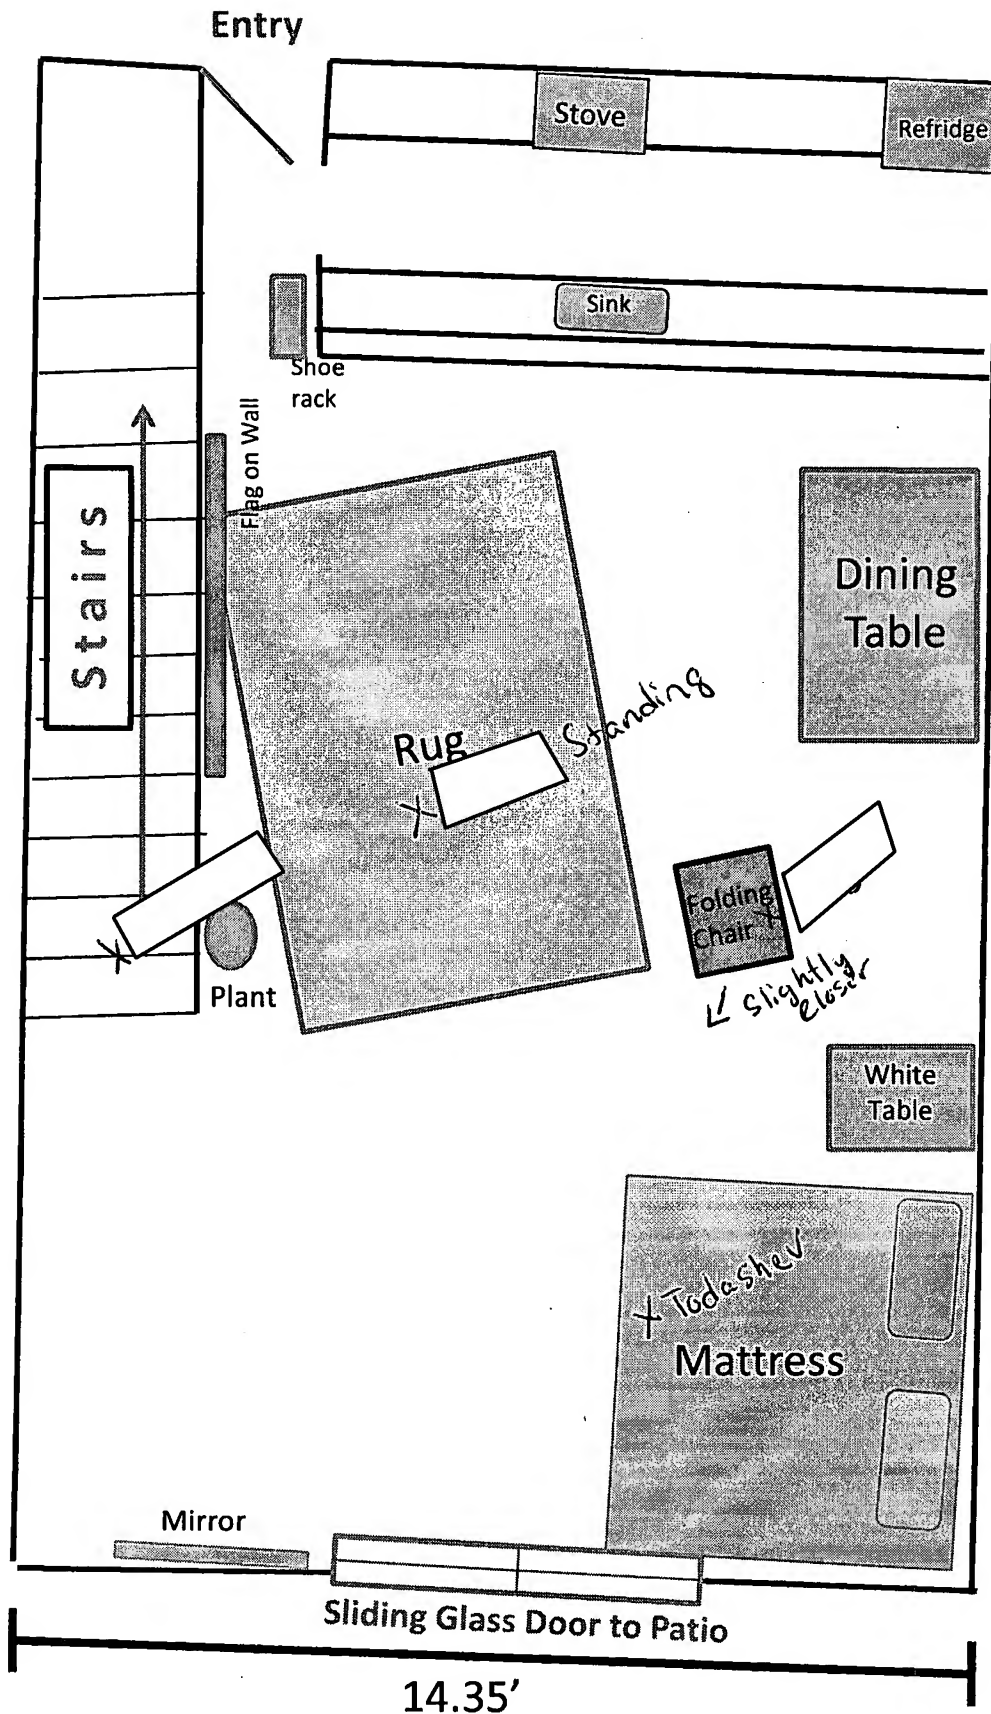 Entry
Stove
Refridge
Sink
Shoe
rack
Flag on Wall
Stairs
Dining
Table
Rug
Standing
X
X
Folding
Chair X
slightly
closer
Plant
White
Table
X Todashev
Mattress
Mirror
Sliding Glass Door to Patio
14.35'